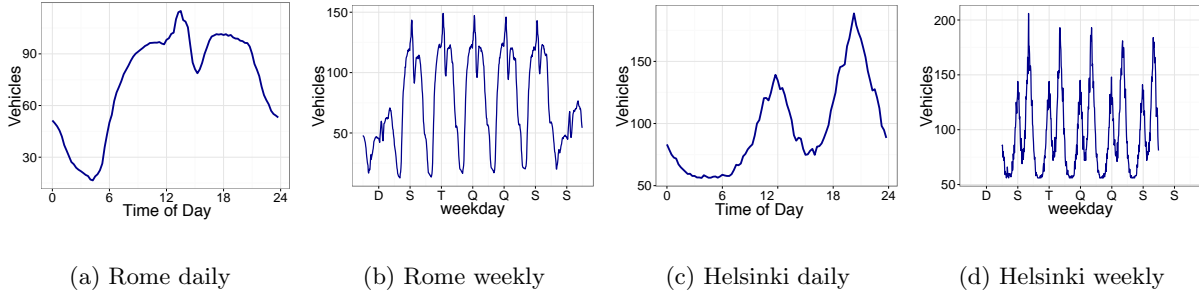 Vehicles
90
60
30
0
6
12
18
24
Time of Day
(a) Rome daily
Vehicles
150
100
50
D S T Q Q S S
weekday
(b) Rome weekly
Vehicles
200
150
100
50
0
12
24
Time of Day
(c) Helsinki daily
Vehicles
200
150
100
50
D S T Q Q S S
weekday
(d) Helsinki weekly